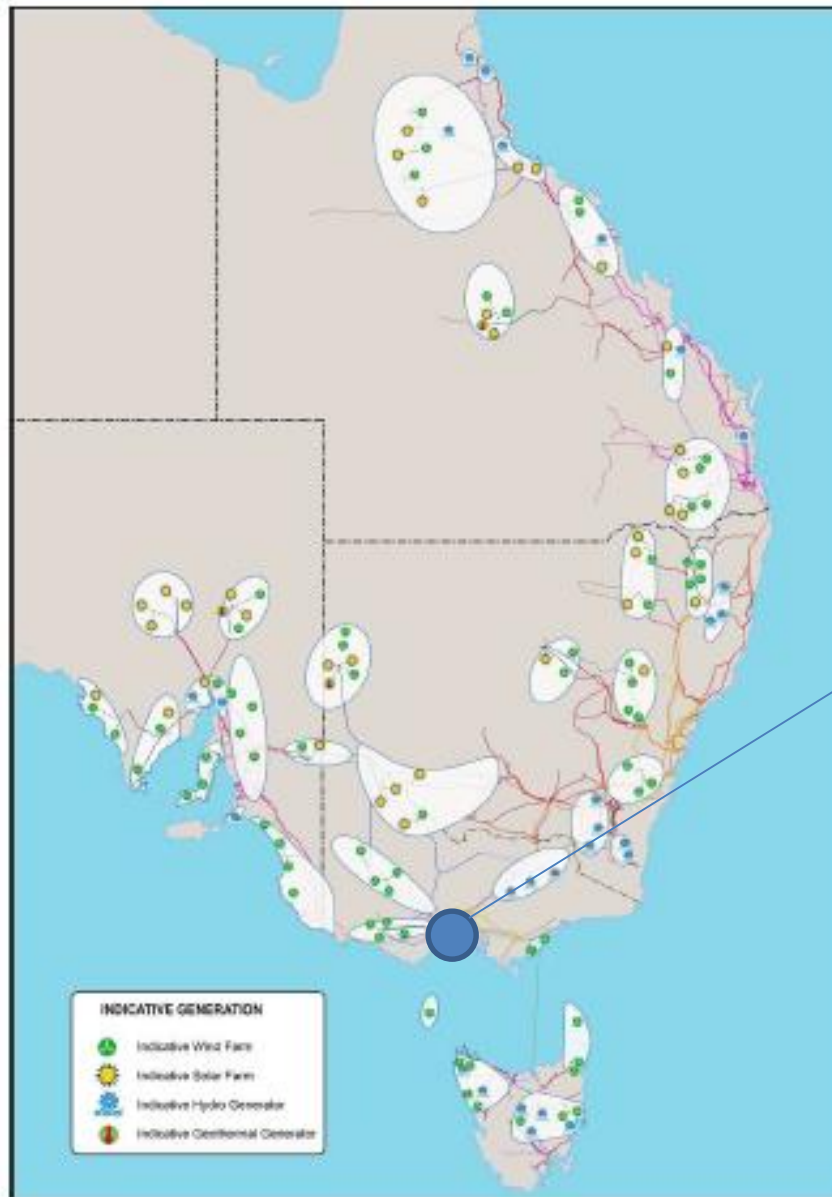 INDICATIVE GENERATION
Indicative Wind Farm
Indicative Solar Farm
Indicative Hydro Generator
Indicative Geothermal Generator